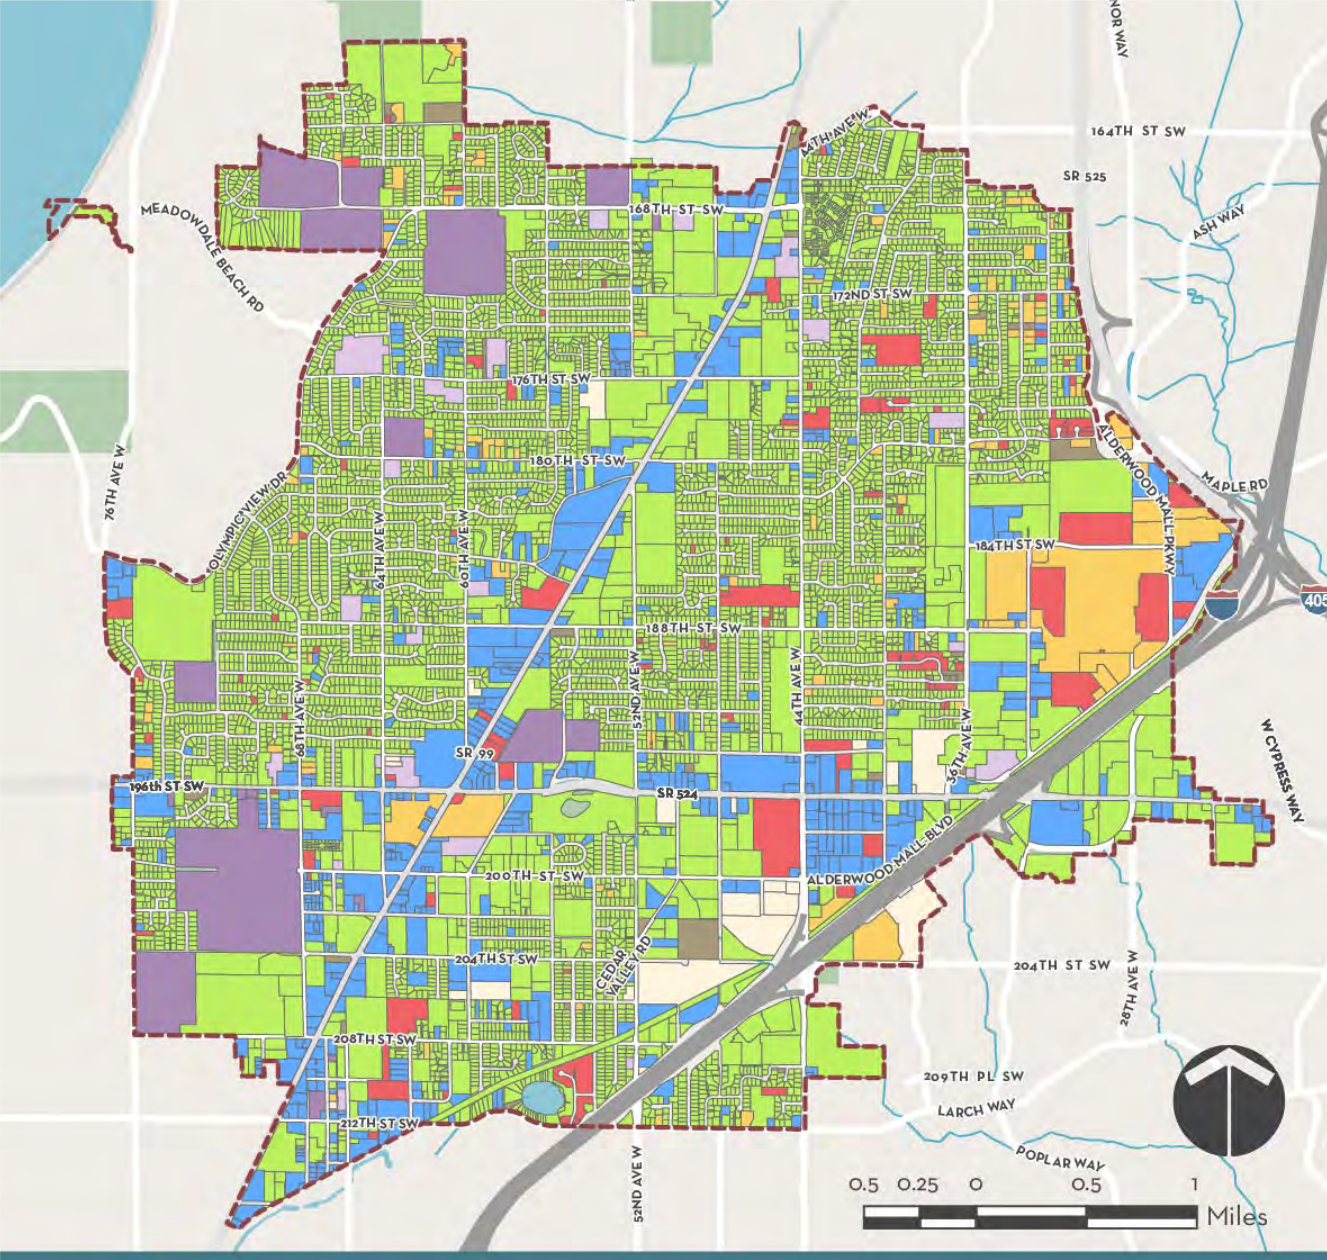 NOR WAY
164TH ST SW
44TH AVE W
SR 525
MEADOWDALE BEACH RD
168TH ST SW
ASH WAY
172ND ST SW
176TH ST SW
180TH ST SW
ALDERWOOD MALL PKWY
MAPLE RD
76TH AVE W
OLYMPIC VIEW DR
64TH AVE W
60TH AVE W
184TH ST SW
405
188TH ST SW
68TH AVE W
52ND AVE W
44TH AVE W
36TH AVE W
W CYPRESS WAY
SR 99
196th ST SW
SR 524
ALDERWOOD MALL BLVD
200TH ST SW
CEDAR
VALLEY RD
204TH ST SW
204TH ST SW
28TH AVE W
208TH ST SW
209TH PL SW
LARCH WAY
212TH ST SW
POPLAR WAY
52ND AVE W
0.5 0.25 0 0.5 1
Miles